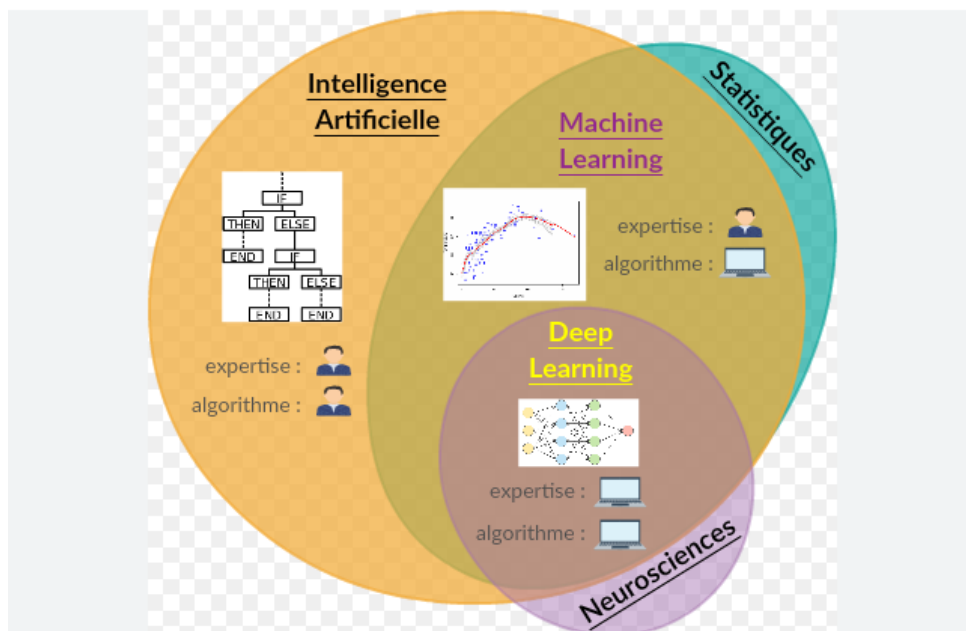 Intelligence
Artificielle
IF
THEN ELSE
END IF
THEN ELSE
END END
expertise :
algorithme :
Machine
Learning
expertise :
algorithme :
Statistiques
Deep
Learning
expertise :
algorithme :
Neurosciences